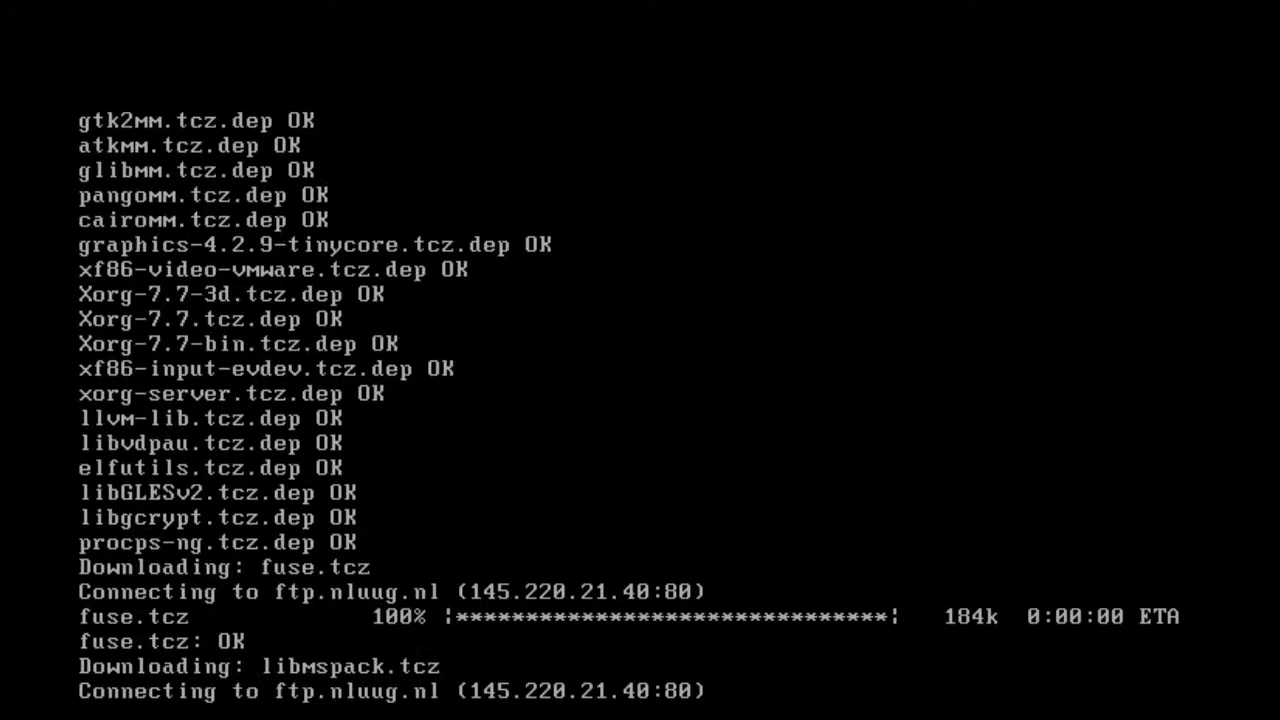 gtk2mm.tcz.dep OK
atkmm.tcz.dep OK
glibmm.tcz.dep OK
pangomm.tcz.dep OK
cairomm.tcz.dep OK
graphics-4.2.9-tinycore.tcz.dep OK
xf86-video-vmware.tcz.dep OK
Xorg-7.7-3d.tcz.dep OK
Xorg-7.7.tcz.dep OK
Xorg-7.7-bin.tcz.dep OK
xf86-input-evdev.tcz.dep OK
xorg-server.tcz.dep OK
llvm-lib.tcz.dep OK
libvdpau.tcz.dep OK
elfutils.tcz.dep OK
libGLESv2.tcz.dep OK
libgcrypt.tcz.dep OK
procps-ng.tcz.dep OK
Downloading: fuse.tcz
Connecting to ftp.nluug.nl (145.220.21.40:80)
fuse.tcz             100% |*******************************|   184k  0:00:00 ETA
fuse.tcz: OK
Downloading: libmspack.tcz
Connecting to ftp.nluug.nl (145.220.21.40:80)